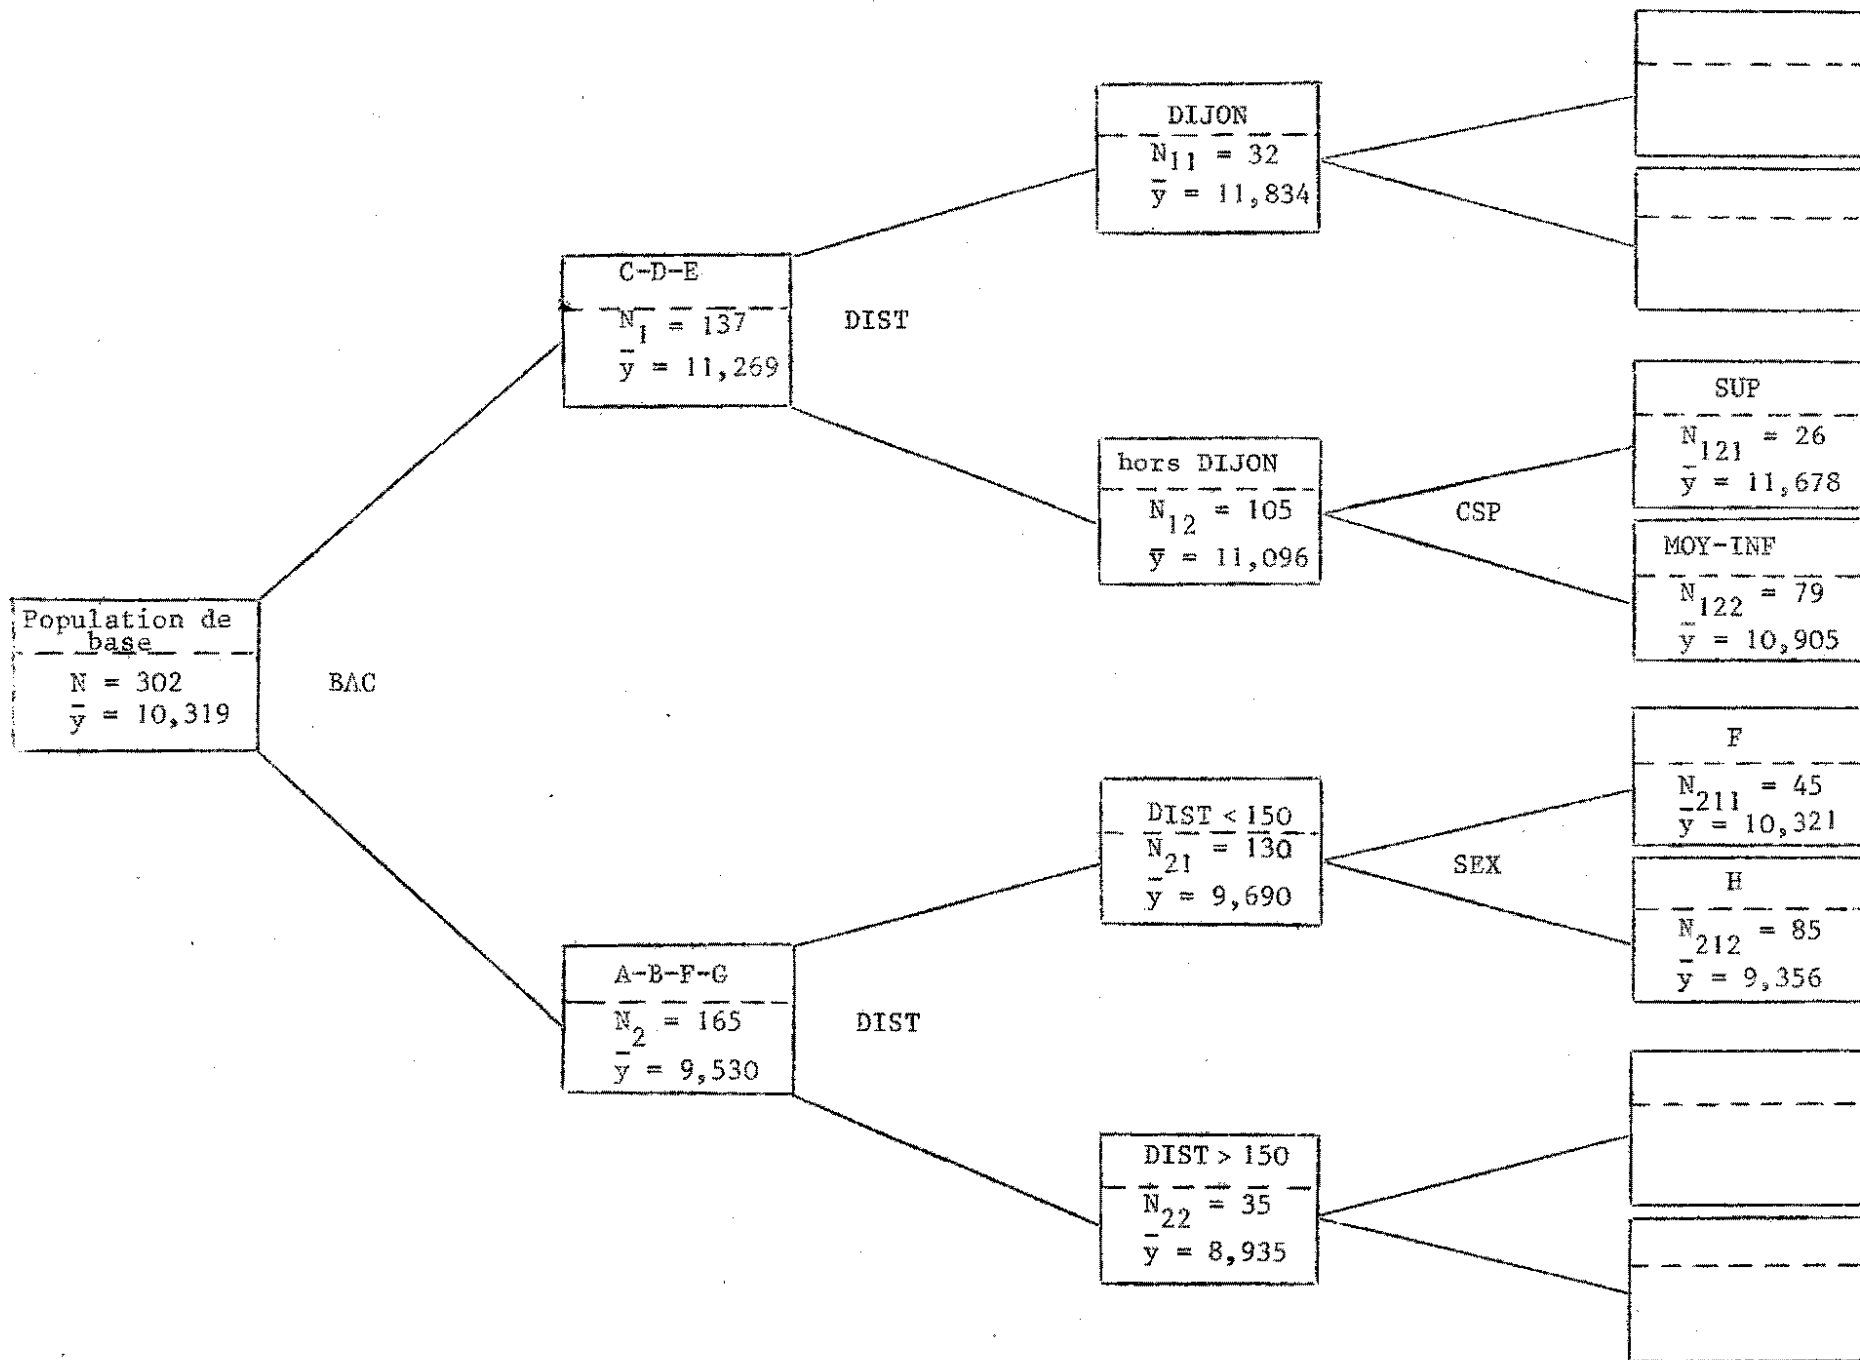 Population de
base
N = 302
ȳ = 10,319
BAC
C-D-E
N₁ = 137
ȳ = 11,269
DIST
DIJON
N₁₁ = 32
ȳ = 11,834
hors DIJON
N₁₂ = 105
ȳ = 11,096
CSP
SUP
N₁₂₁ = 26
ȳ = 11,678
MOY-INF
N₁₂₂ = 79
ȳ = 10,905
A-B-F-G
N₂ = 165
ȳ = 9,530
DIST
DIST < 150
N₂₁ = 130
ȳ = 9,690
SEX
F
N₂₁₁ = 45
ȳ = 10,321
H
N₂₁₂ = 85
ȳ = 9,356
DIST > 150
N₂₂ = 35
ȳ = 8,935